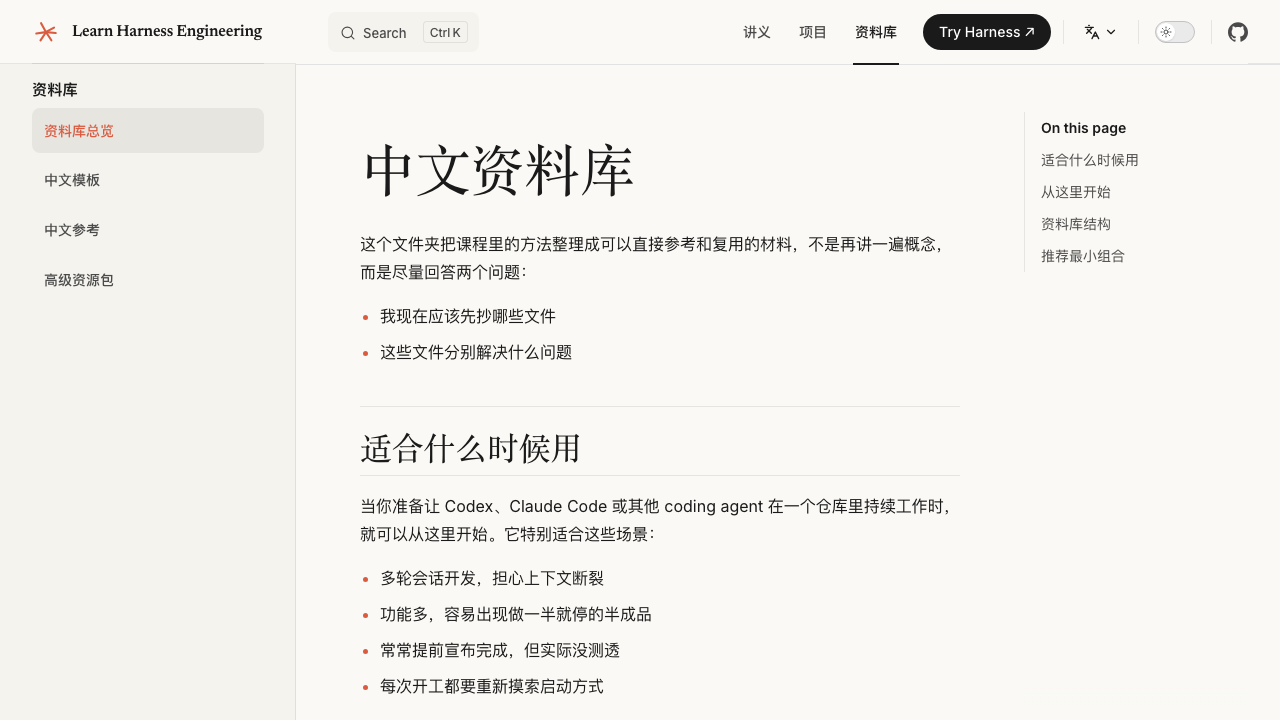 Learn Harness Engineering
Search
Ctrl K
讲义
项目
资料库
Try Harness ↗
资料库
资料库总览
中文模板
中文参考
高级资源包
中文资料库
这个文件夹把课程里的方法整理成可以直接参考和复用的材料，不是再讲一遍概念，
而是尽量回答两个问题：
我现在应该先抄哪些文件
这些文件分别解决什么问题
适合什么时候用
当你准备让 Codex、Claude Code 或其他 coding agent 在一个仓库里持续工作时，
就可以从这里开始。它特别适合这些场景：
多轮会话开发，担心上下文断裂
功能多，容易出现做一半就停的半成品
常常提前宣布完成，但实际没测透
每次开工都要重新摸索启动方式
On this page
适合什么时候用
从这里开始
资料库结构
推荐最小组合